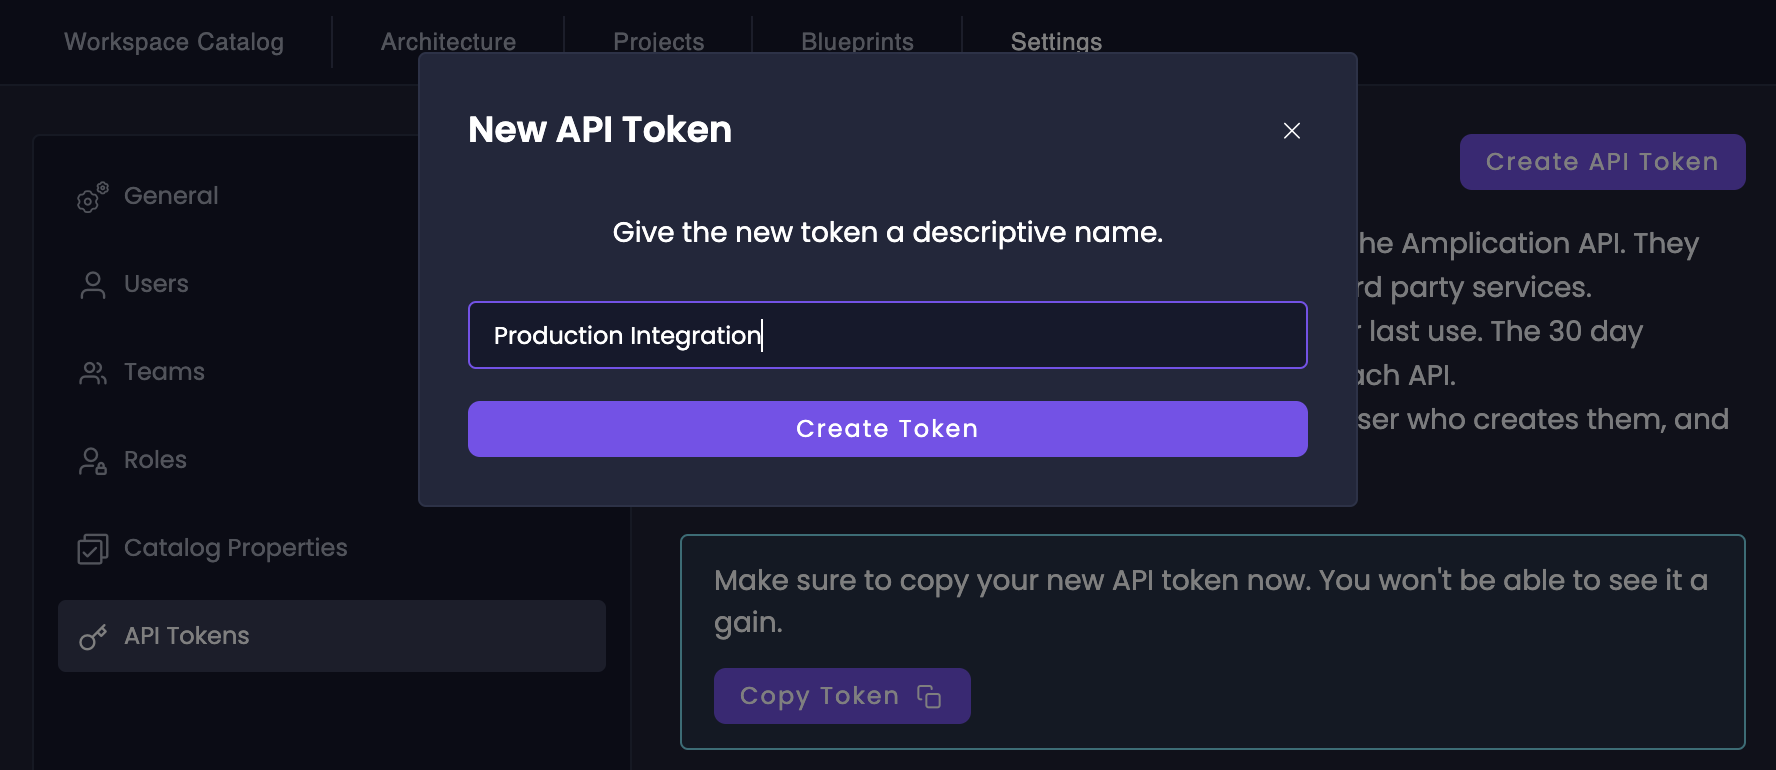 Workspace Catalog
Architecture
Projects
Blueprints
Settings
New API Token
Create API Token
General
Give the new token a descriptive name.
he Amplication API. They
Users
rd party services.
Production Integration
last use. The 30 day
Teams
ach API.
Create Token
ser who creates them, and
Roles
Catalog Properties
Make sure to copy your new API token now. You won't be able to see it a
gain.
API Tokens
Copy Token